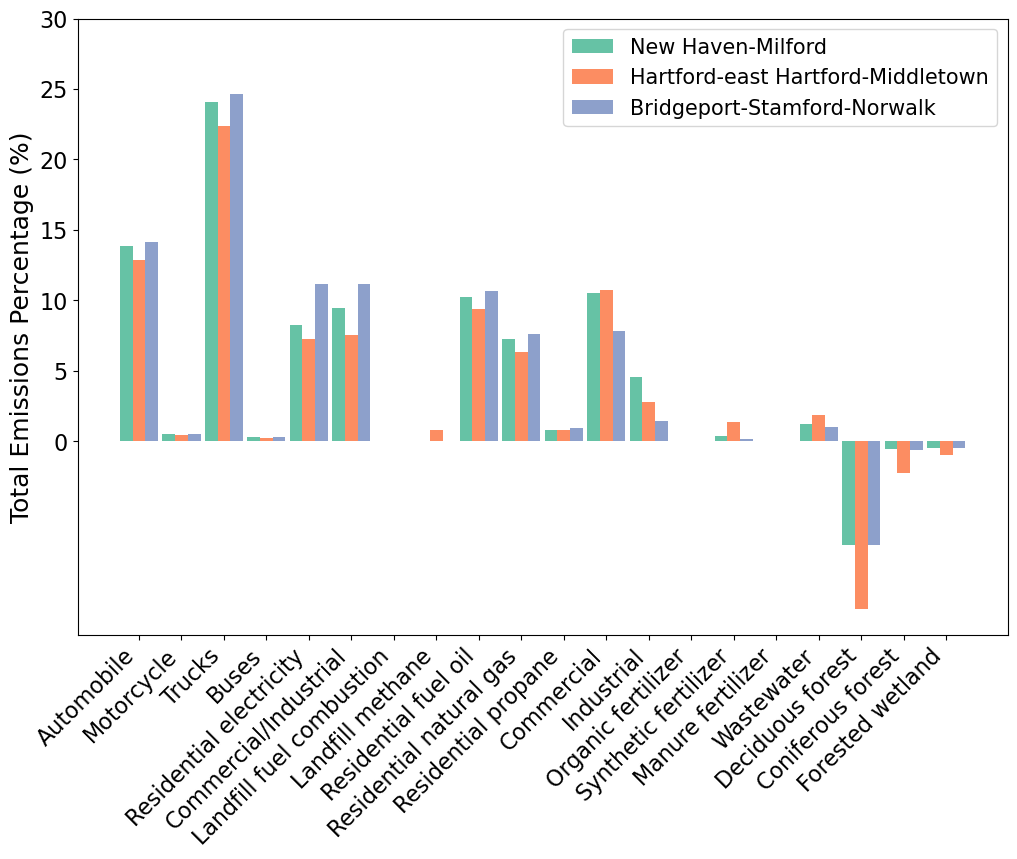 30
25
20
15
10
5
0
Total Emissions Percentage (%)
New Haven-Milford
Hartford-east Hartford-Middletown
Bridgeport-Stamford-Norwalk
Automobile
Motorcycle
Trucks
Buses
Residential electricity
Commercial/Industrial
Landfill fuel combustion
Landfill methane
Residential fuel oil
Residential natural gas
Residential propane
Commercial
Industrial
Organic fertilizer
Synthetic fertilizer
Manure fertilizer
Wastewater
Deciduous forest
Coniferous forest
Forested wetland